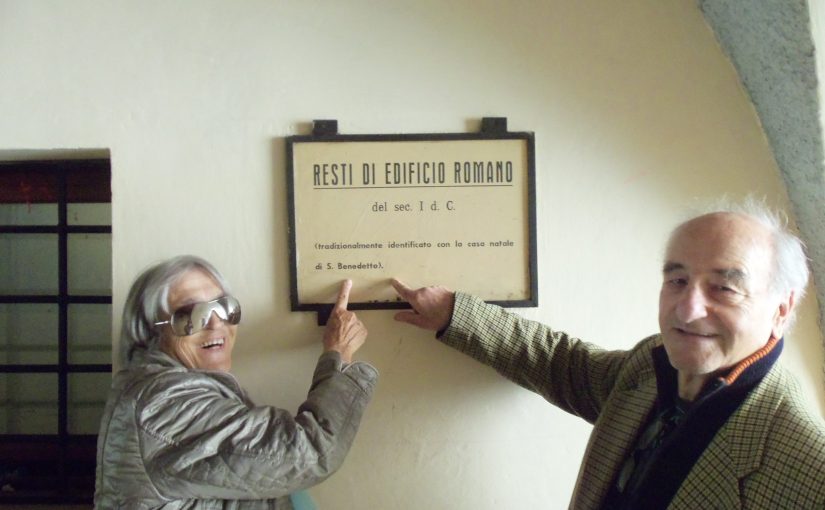 RESTI DI EDIFICIO ROMANO
del sec. I d. C.
(tradizionalmente identificato con la casa natale
di S. Benedetto).